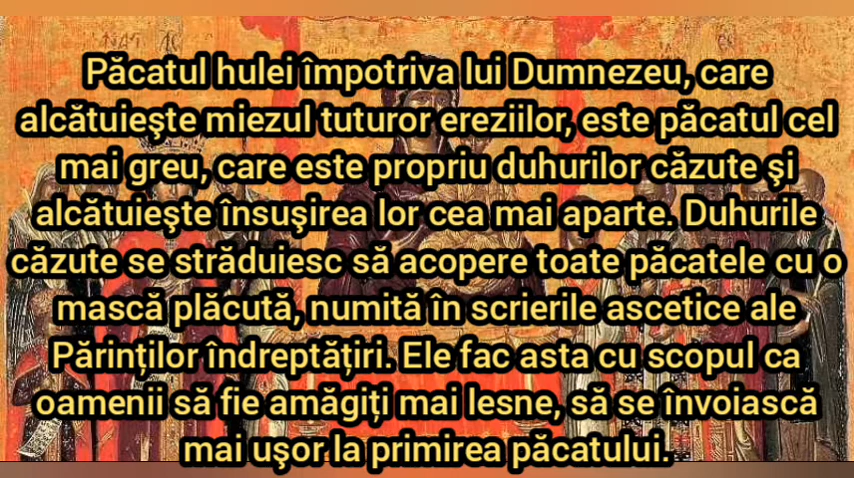 Păcatul hulei împotriva lui Dumnezeu, care
alcătuieşte miezul tuturor ereziilor, este păcatul cel
mai greu, care este propriu duhurilor căzute şi
alcătuieşte însuşirea lor cea mai aparte. Duhurile
căzute se străduiesc să acopere toate păcatele cu o
mască plăcută, numită în scrierile ascetice ale
Părinților îndreptățiri. Ele fac asta cu scopul ca
oamenii să fie amăgiți mai lesne, să se învoiască
mai uşor la primirea păcatului.